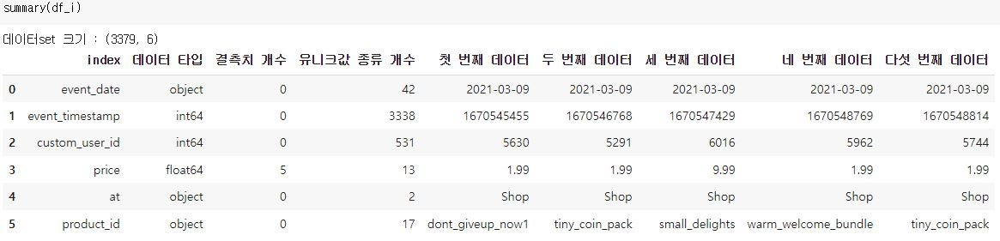 summary(df_i)
데이터set 크기 : (3379, 6)
index 데이터 타입 결측치 개수 유니크값 종류 개수 첫 번째 데이터 두 번째 데이터 세 번째 데이터 네 번째 데이터 다섯 번째 데이터
0 event_date object 0 42 2021-03-09 2021-03-09 2021-03-09 2021-03-09 2021-03-09
1 event_timestamp int64 0 3338 1670545455 1670546768 1670547429 1670548769 1670548814
2 custom_user_id int64 0 531 5630 5291 6016 5962 5744
3 price float64 5 13 1.99 1.99 9.99 1.99 1.99
4 at object 0 2 Shop Shop Shop Shop Shop
5 product_id object 0 17 dont_giveup_now1 tiny_coin_pack small_delights warm_welcome_bundle tiny_coin_pack